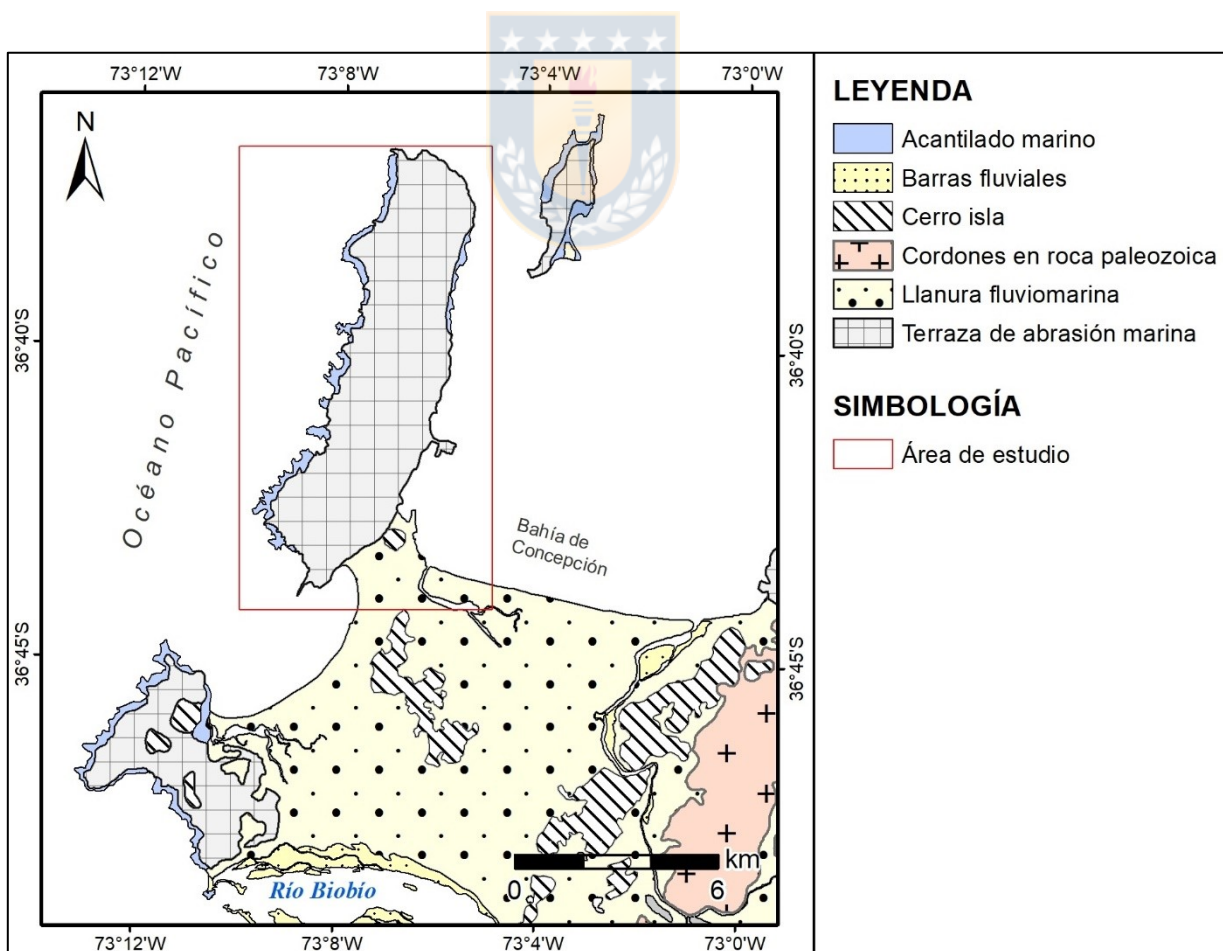 73°12'W 73°8'W 73°4'W 73°0'W
N
36°40'S
36°40'S
Océano Pacífico
Bahía de
Concepción
36°45'S
36°45'S
km
0 6
Río Biobío
73°12'W 73°8'W 73°4'W 73°0'W
LEYENDA
Acantilado marino
Barras fluviales
Cerro isla
Cordones en roca paleozoica
Llanura fluviomarina
Terraza de abrasión marina
SIMBOLOGÍA
Área de estudio